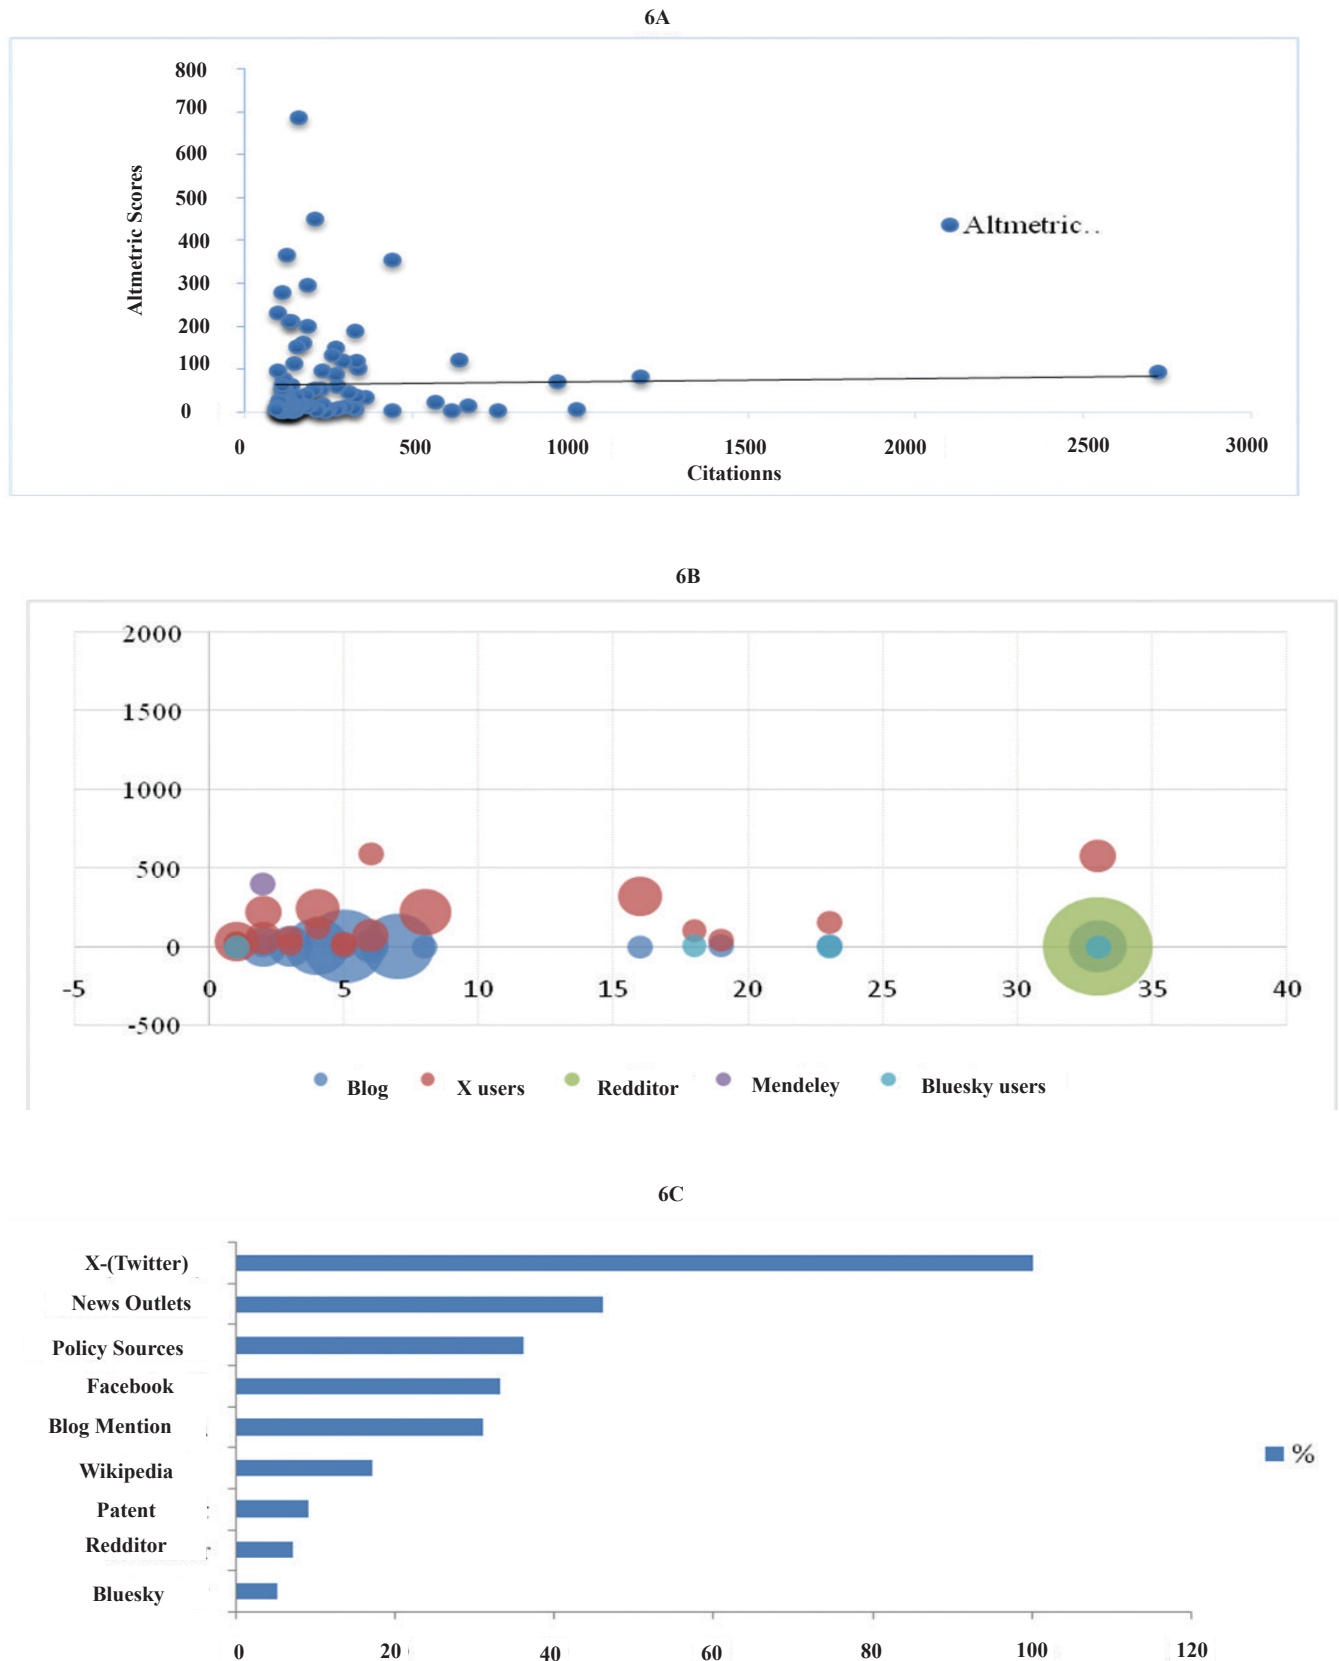 6A
800
700
600
500
400
300
200
100
0
Altmetric Scores
Altmetric..
0 500 1000 1500 2000 2500 3000
Citationns
6B
2000
1500
1000
500
0
-5 0 5 10 15 20 25 30 35 40
-500
Blog X users Redditor Mendeley Bluesky users
6C
X-(Twitter)
News Outlets
Policy Sources
Facebook
Blog Mention
Wikipedia
Patent
Redditor
Bluesky
%
0 20 40 60 80 100 120